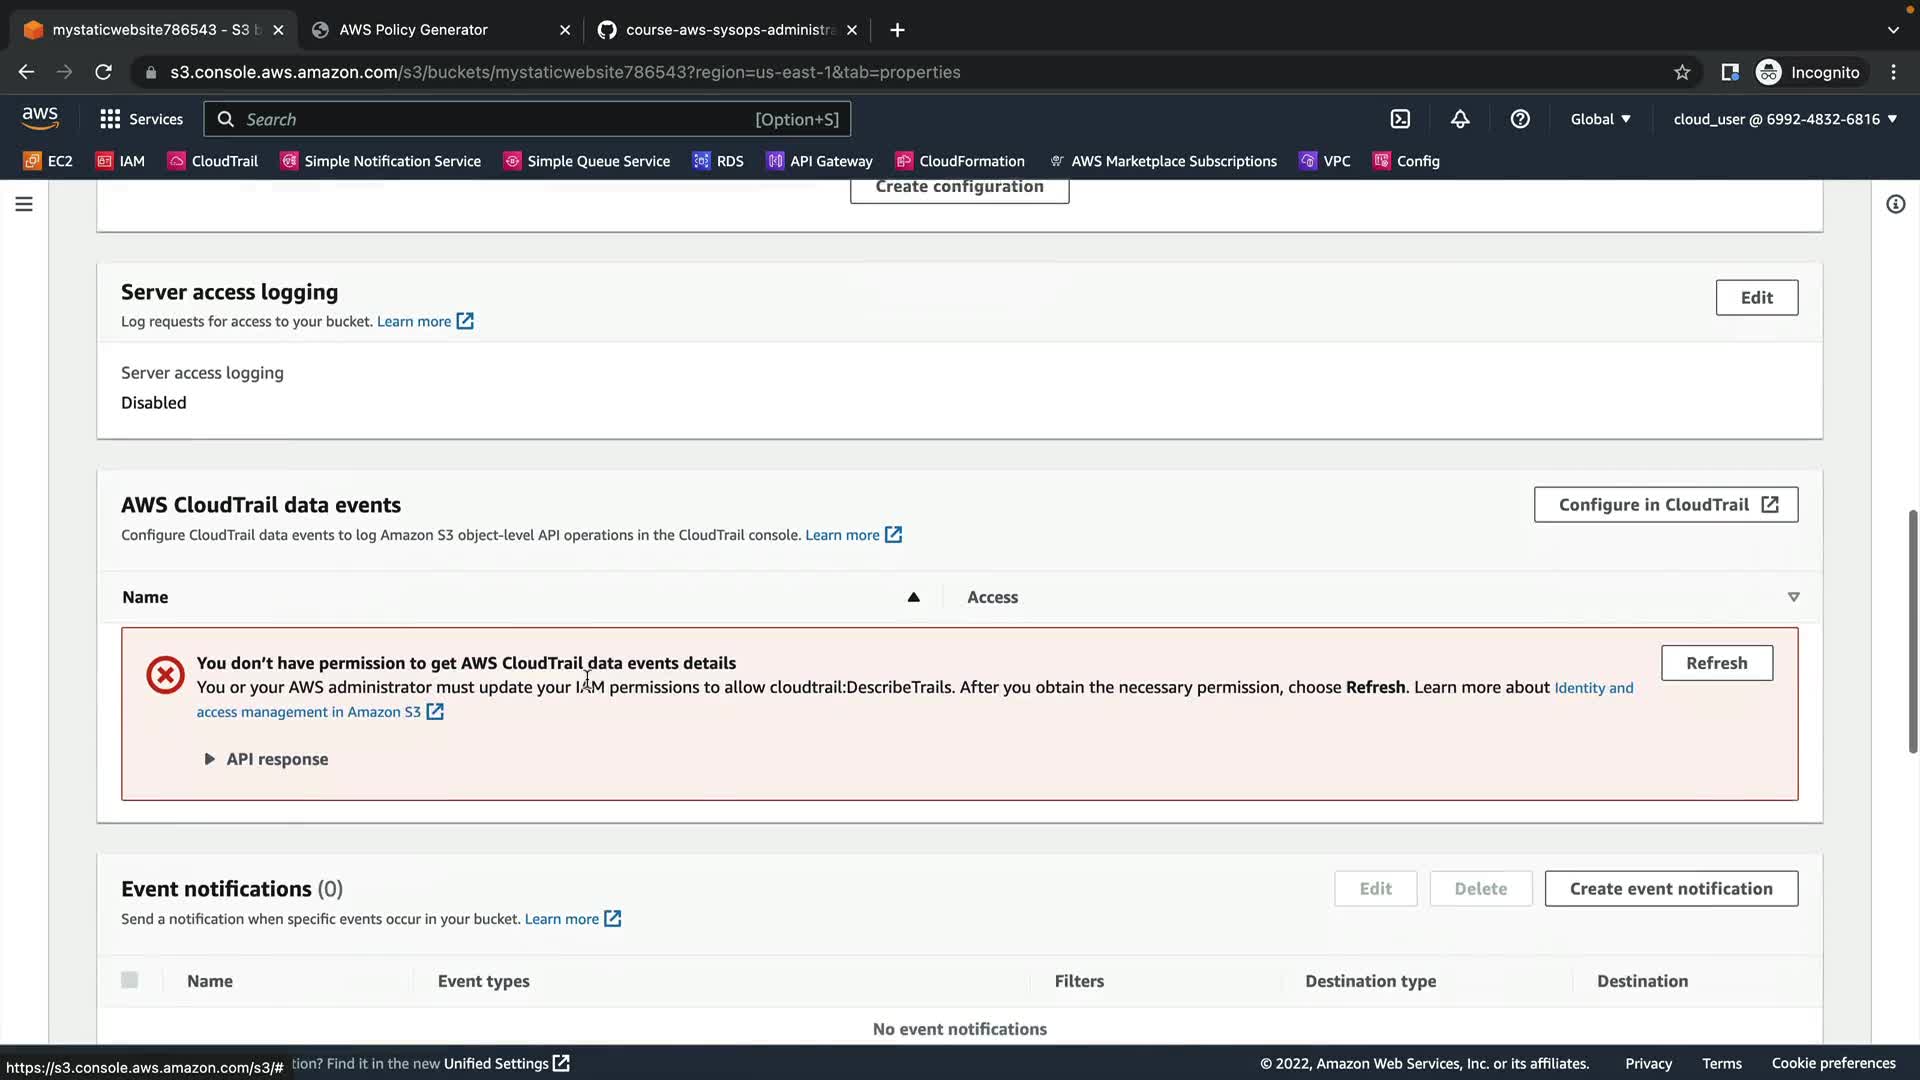 mystaticwebsite786543 - S3 b
AWS Policy Generator
course-aws-sysops-administra
s3.console.aws.amazon.com/s3/buckets/mystaticwebsite786543?region=us-east-1&tab=properties
Incognito
aws
Services
Search
[Option+S]
Global
cloud_user @ 6992-4832-6816
EC2
IAM
CloudTrail
Simple Notification Service
Simple Queue Service
RDS
API Gateway
CloudFormation
AWS Marketplace Subscriptions
VPC
Config
Create configuration
Server access logging
Edit
Log requests for access to your bucket. Learn more
Server access logging
Disabled
AWS CloudTrail data events
Configure in CloudTrail
Configure CloudTrail data events to log Amazon S3 object-level API operations in the CloudTrail console. Learn more
Name
Access
You don't have permission to get AWS CloudTrail data events details
Refresh
You or your AWS administrator must update your IAM permissions to allow cloudtrail:DescribeTrails. After you obtain the necessary permission, choose Refresh. Learn more about Identity and
access management in Amazon S3
API response
Event notifications (0)
Edit
Delete
Create event notification
Send a notification when specific events occur in your bucket. Learn more
Name
Event types
Filters
Destination type
Destination
No event notifications
https://s3.console.aws.amazon.com/s3/#
tion? Find it in the new Unified Settings
© 2022, Amazon Web Services, Inc. or its affiliates.
Privacy
Terms
Cookie preferences